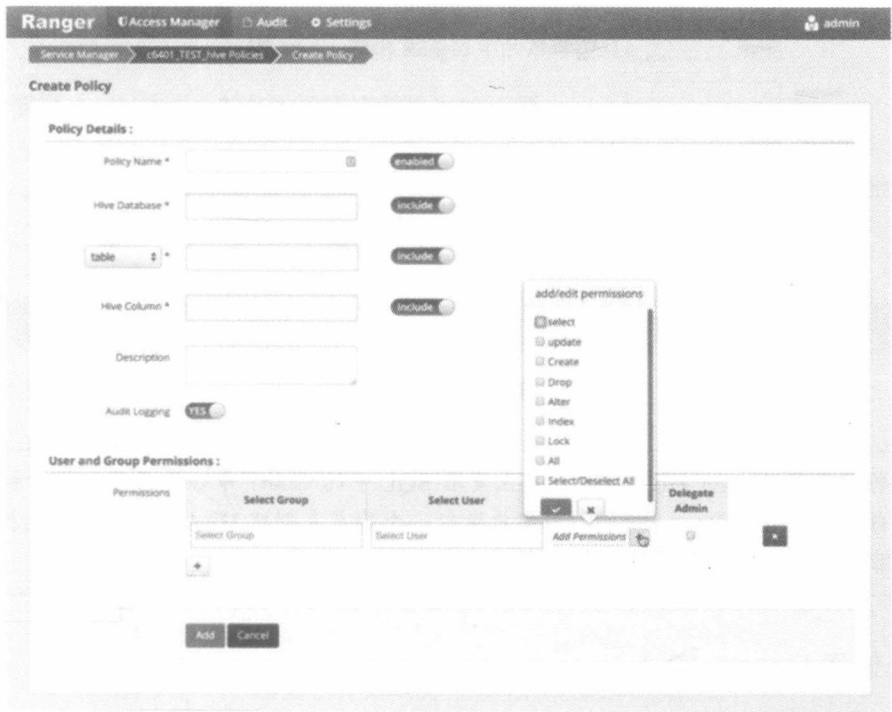 Ranger Access Manager Audit Settings admin
Service Manager c6401_TEST_hive Policies Create Policy
Create Policy
Policy Details :
Policy Name * enabled
Hive Database * include
table * include
Hive Column * include
Description
Audit Logging YES
add/edit permissions
select
update
Create
Drop
Alter
Index
Lock
All
Select/Deselect All
User and Group Permissions :
Permissions Select Group Select User Delegate Admin
Select Group Select User Add Permissions
Add Cancel